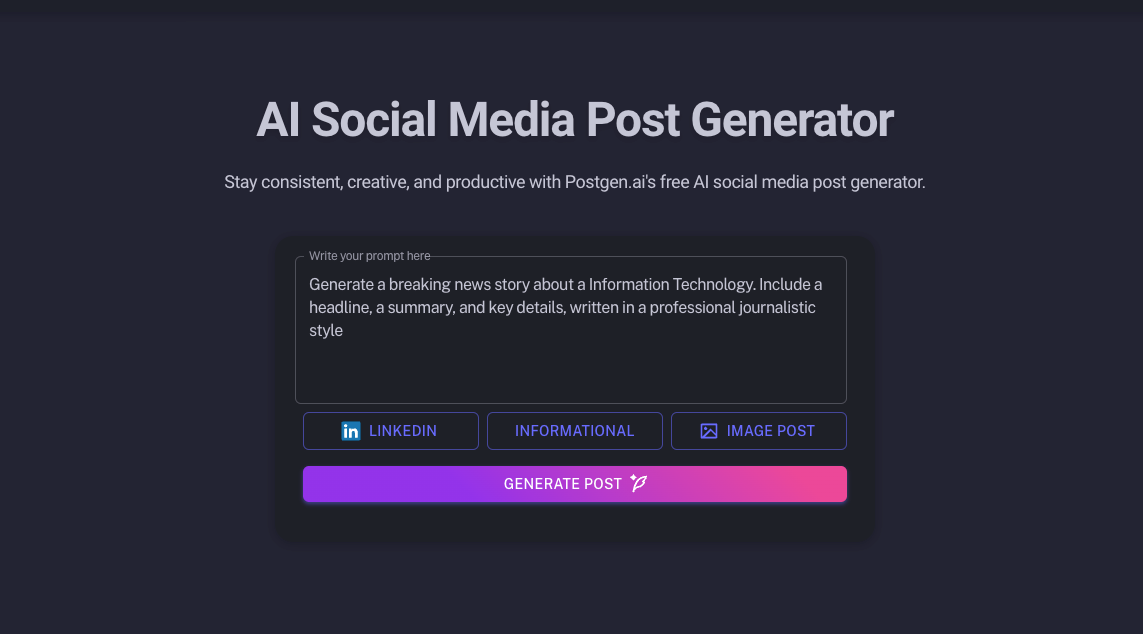 AI Social Media Post Generator
Stay consistent, creative, and productive with Postgen.ai's free AI social media post generator.
Write your prompt here
Generate a breaking news story about a Information Technology. Include a
headline, a summary, and key details, written in a professional journalistic
style
LINKEDIN
INFORMATIONAL
IMAGE POST
GENERATE POST